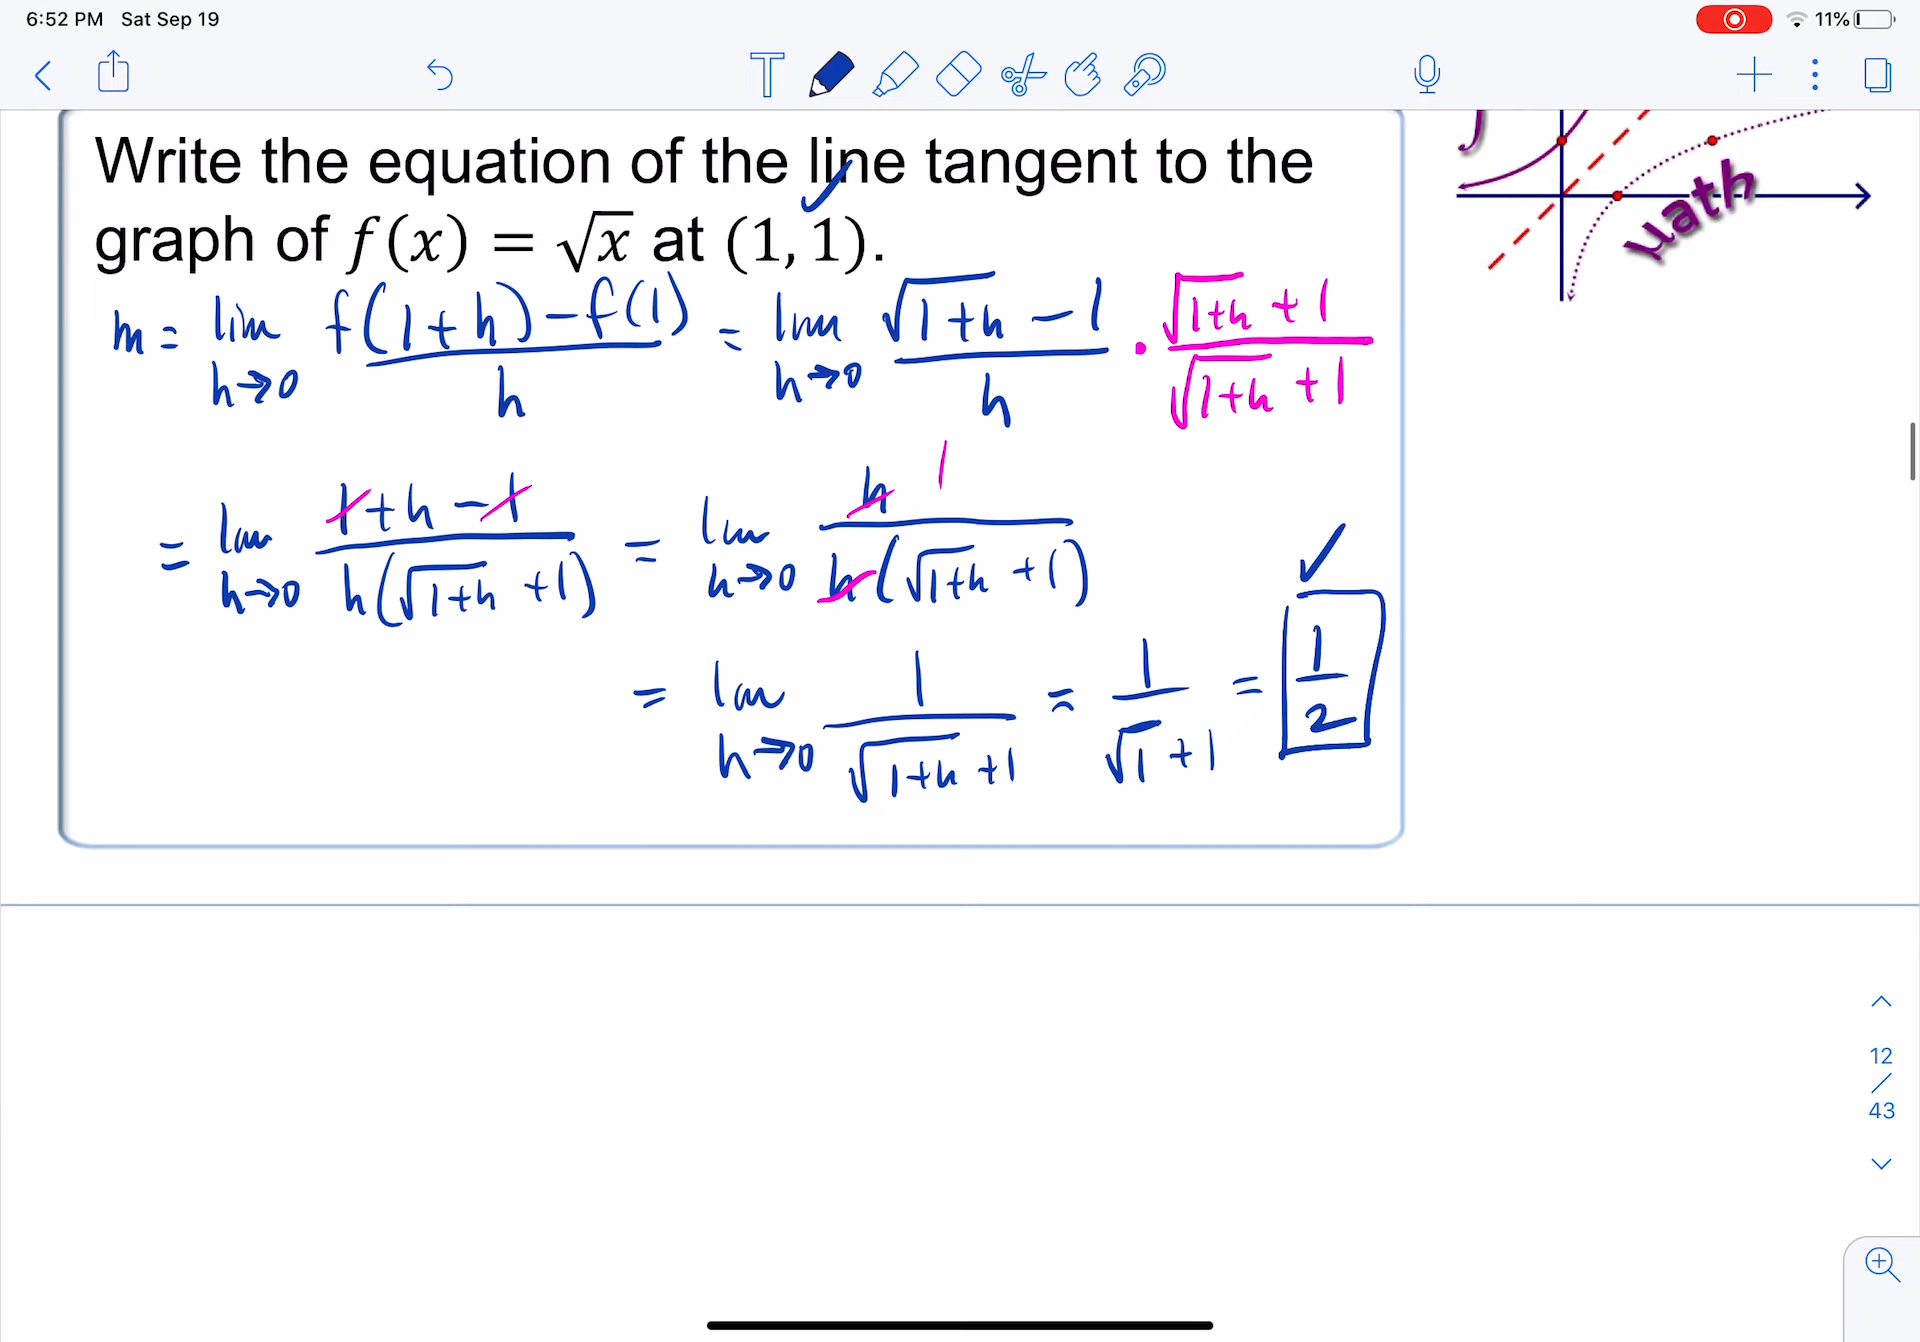 6:52 PM Sat Sep 19
11%
T
Write the equation of the line tangent to the
graph of f(x) = √x at (1, 1).
math
m = lim h→0 (f(1+h) - f(1))/h = lim h→0 (√(1+h) - 1)/h · (√(1+h) + 1)/(√(1+h) + 1)
= lim h→0 (1+h-1)/(h(√(1+h) + 1)) = lim h→0 h 1/(h(√(1+h) + 1))
= lim h→0 1/(√(1+h) + 1) = 1/(√1 + 1) = 1/2
12
/
43